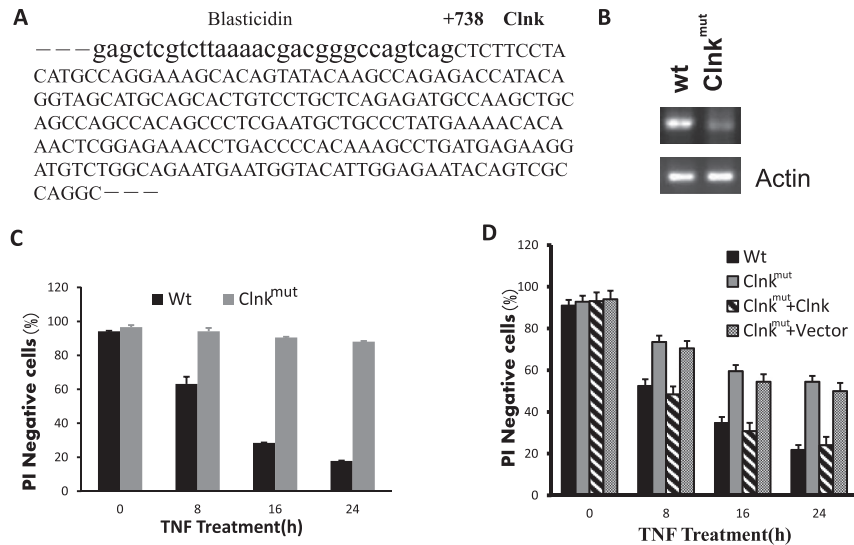 A
Blasticidin +738 Clnk
———gagctcgtcttaaaacgacgggccagtcagCTCTTCCTA
CATGCCAGGAAAGCACAGTATACAAGCCAGAGACCATACA
GGTAGCATGCAGCACTGTCCTGCTCAGAGATGCCAAGCTGC
AGCCAGCCACAGCCCTCGAATGCTGCCCTATGAAAACACA
AACTCGGAGAAACCTGACCCCACAAAGCCTGATGAGAAGG
ATGTCTGGCAGAATGAATGGTACATTGGAGAATACAGTCGC
CAGGC———
B
wt
Clnk mut
Actin
C
120
100
80
60
40
20
0
PI Negative cells (%)
Wt
Clnk mut
0 8 16 24
TNF Treatment(h)
D
120
100
80
60
40
20
0
PI Negative cells (%)
Wt
Clnk mut
Clnk mut+Clnk
Clnk mut+Vector
0 8 16 24
TNF Treatment(h)